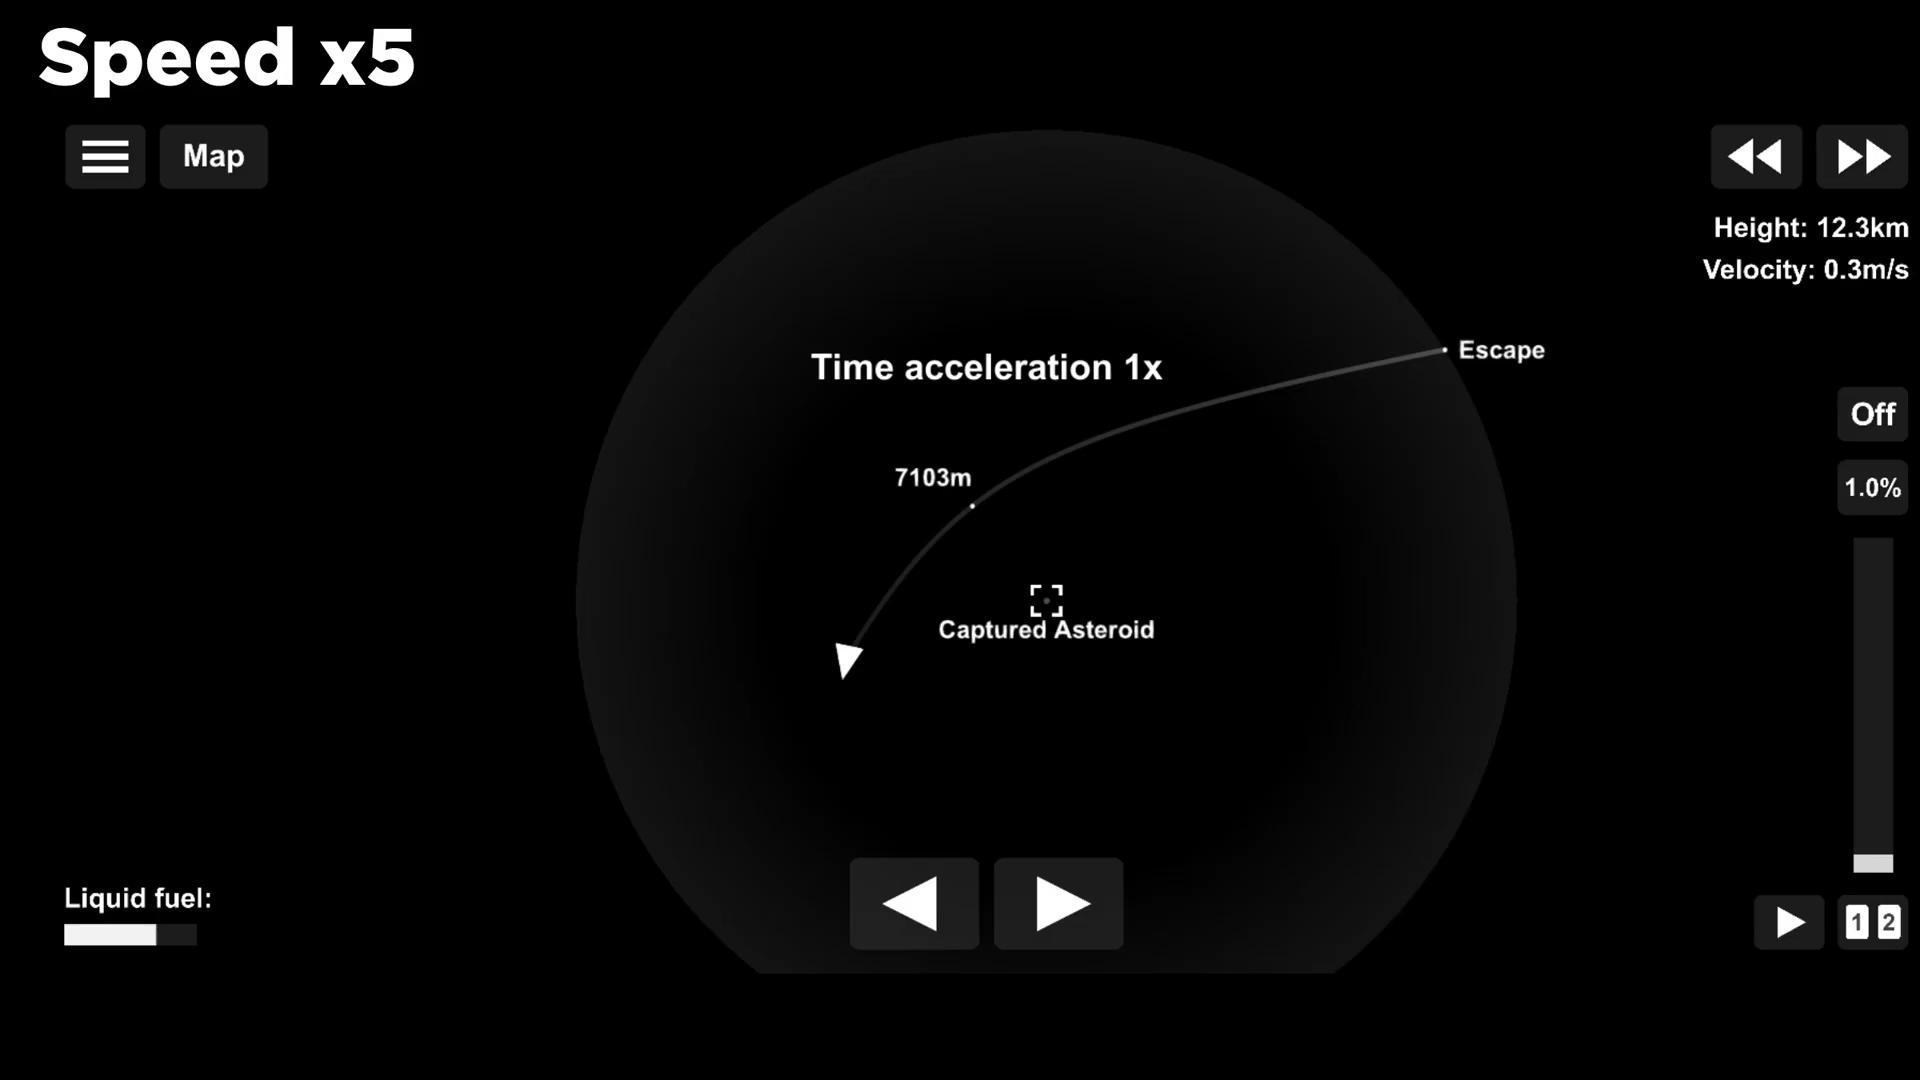 Speed x5
Map
Height: 12.3km
Velocity: 0.3m/s
Escape
Time acceleration 1x
Off
7103m
1.0%
Captured Asteroid
Liquid fuel:
1 2